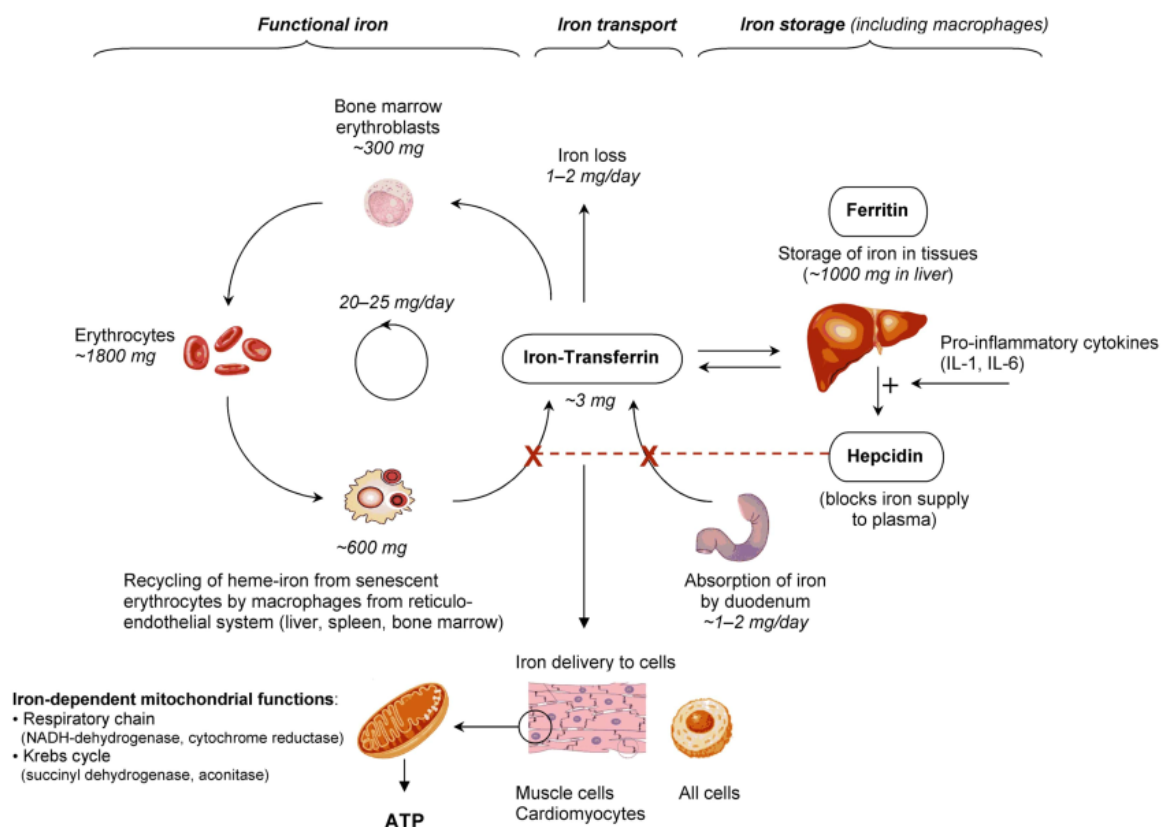 Functional iron
Iron transport
Iron storage (including macrophages)
Bone marrow
erythroblasts
~300 mg
Iron loss
1–2 mg/day
Ferritin
Storage of iron in tissues
(~1000 mg in liver)
20–25 mg/day
Erythrocytes
~1800 mg
Iron-Transferrin
~3 mg
Pro-inflammatory cytokines
(IL-1, IL-6)
+
X
X
Hepcidin
(blocks iron supply
to plasma)
~600 mg
Recycling of heme-iron from senescent
erythrocytes by macrophages from reticulo-
endothelial system (liver, spleen, bone marrow)
Absorption of iron
by duodenum
~1–2 mg/day
Iron delivery to cells
Iron-dependent mitochondrial functions:
• Respiratory chain
(NADH-dehydrogenase, cytochrome reductase)
• Krebs cycle
(succinyl dehydrogenase, aconitase)
ATP
Muscle cells
Cardiomyocytes
All cells